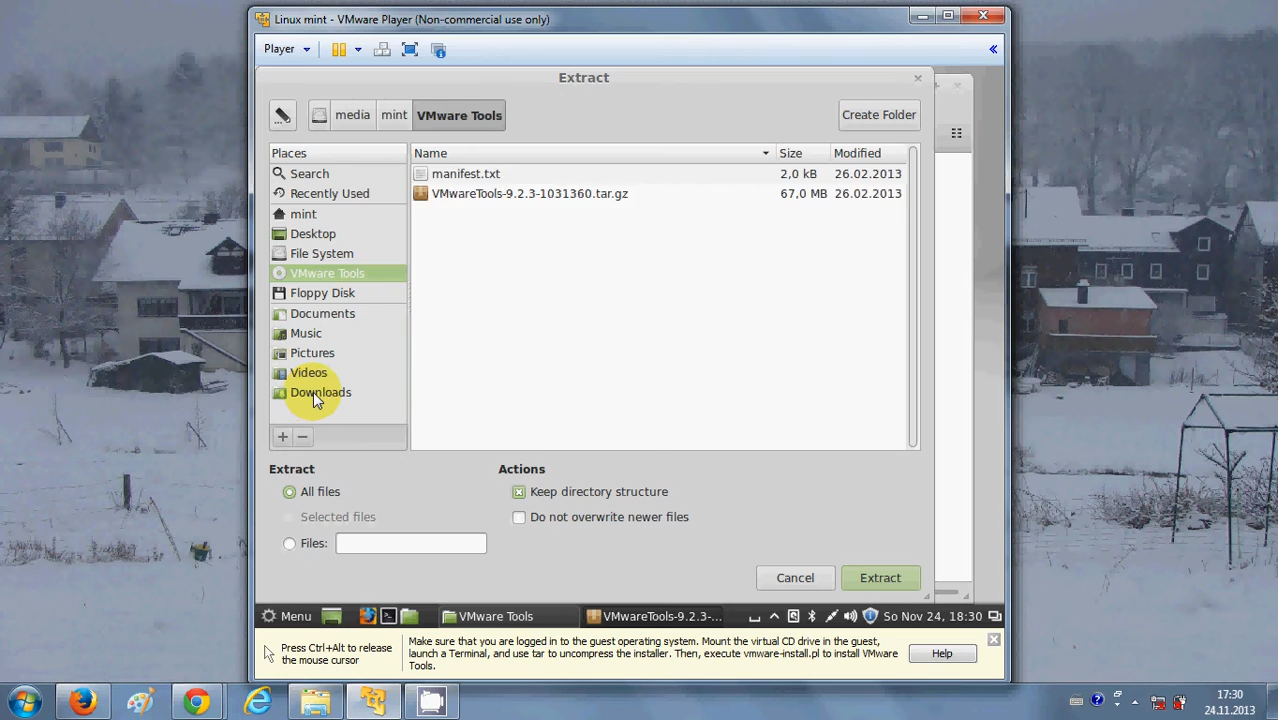 Linux mint - VMware Player (Non-commercial use only)
Player
Extract
media mint VMware Tools Create Folder
Places
Search
Recently Used
mint
Desktop
File System
VMware Tools
Floppy Disk
Documents
Music
Pictures
Videos
Downloads
Name Size Modified
manifest.txt 2,0 kB 26.02.2013
VMwareTools-9.2.3-1031360.tar.gz 67,0 MB 26.02.2013
Extract
All files
Selected files
Files:
Actions
Keep directory structure
Do not overwrite newer files
Cancel Extract
Menu VMware Tools VMwareTools-9.2.3-... So Nov 24, 18:30
Press Ctrl+Alt to release
the mouse cursor
Make sure that you are logged in to the guest operating system. Mount the virtual CD drive in the guest,
launch a Terminal, and use tar to uncompress the installer. Then, execute vmware-install.pl to install VMware
Tools.
Help
17:30
24.11.2013